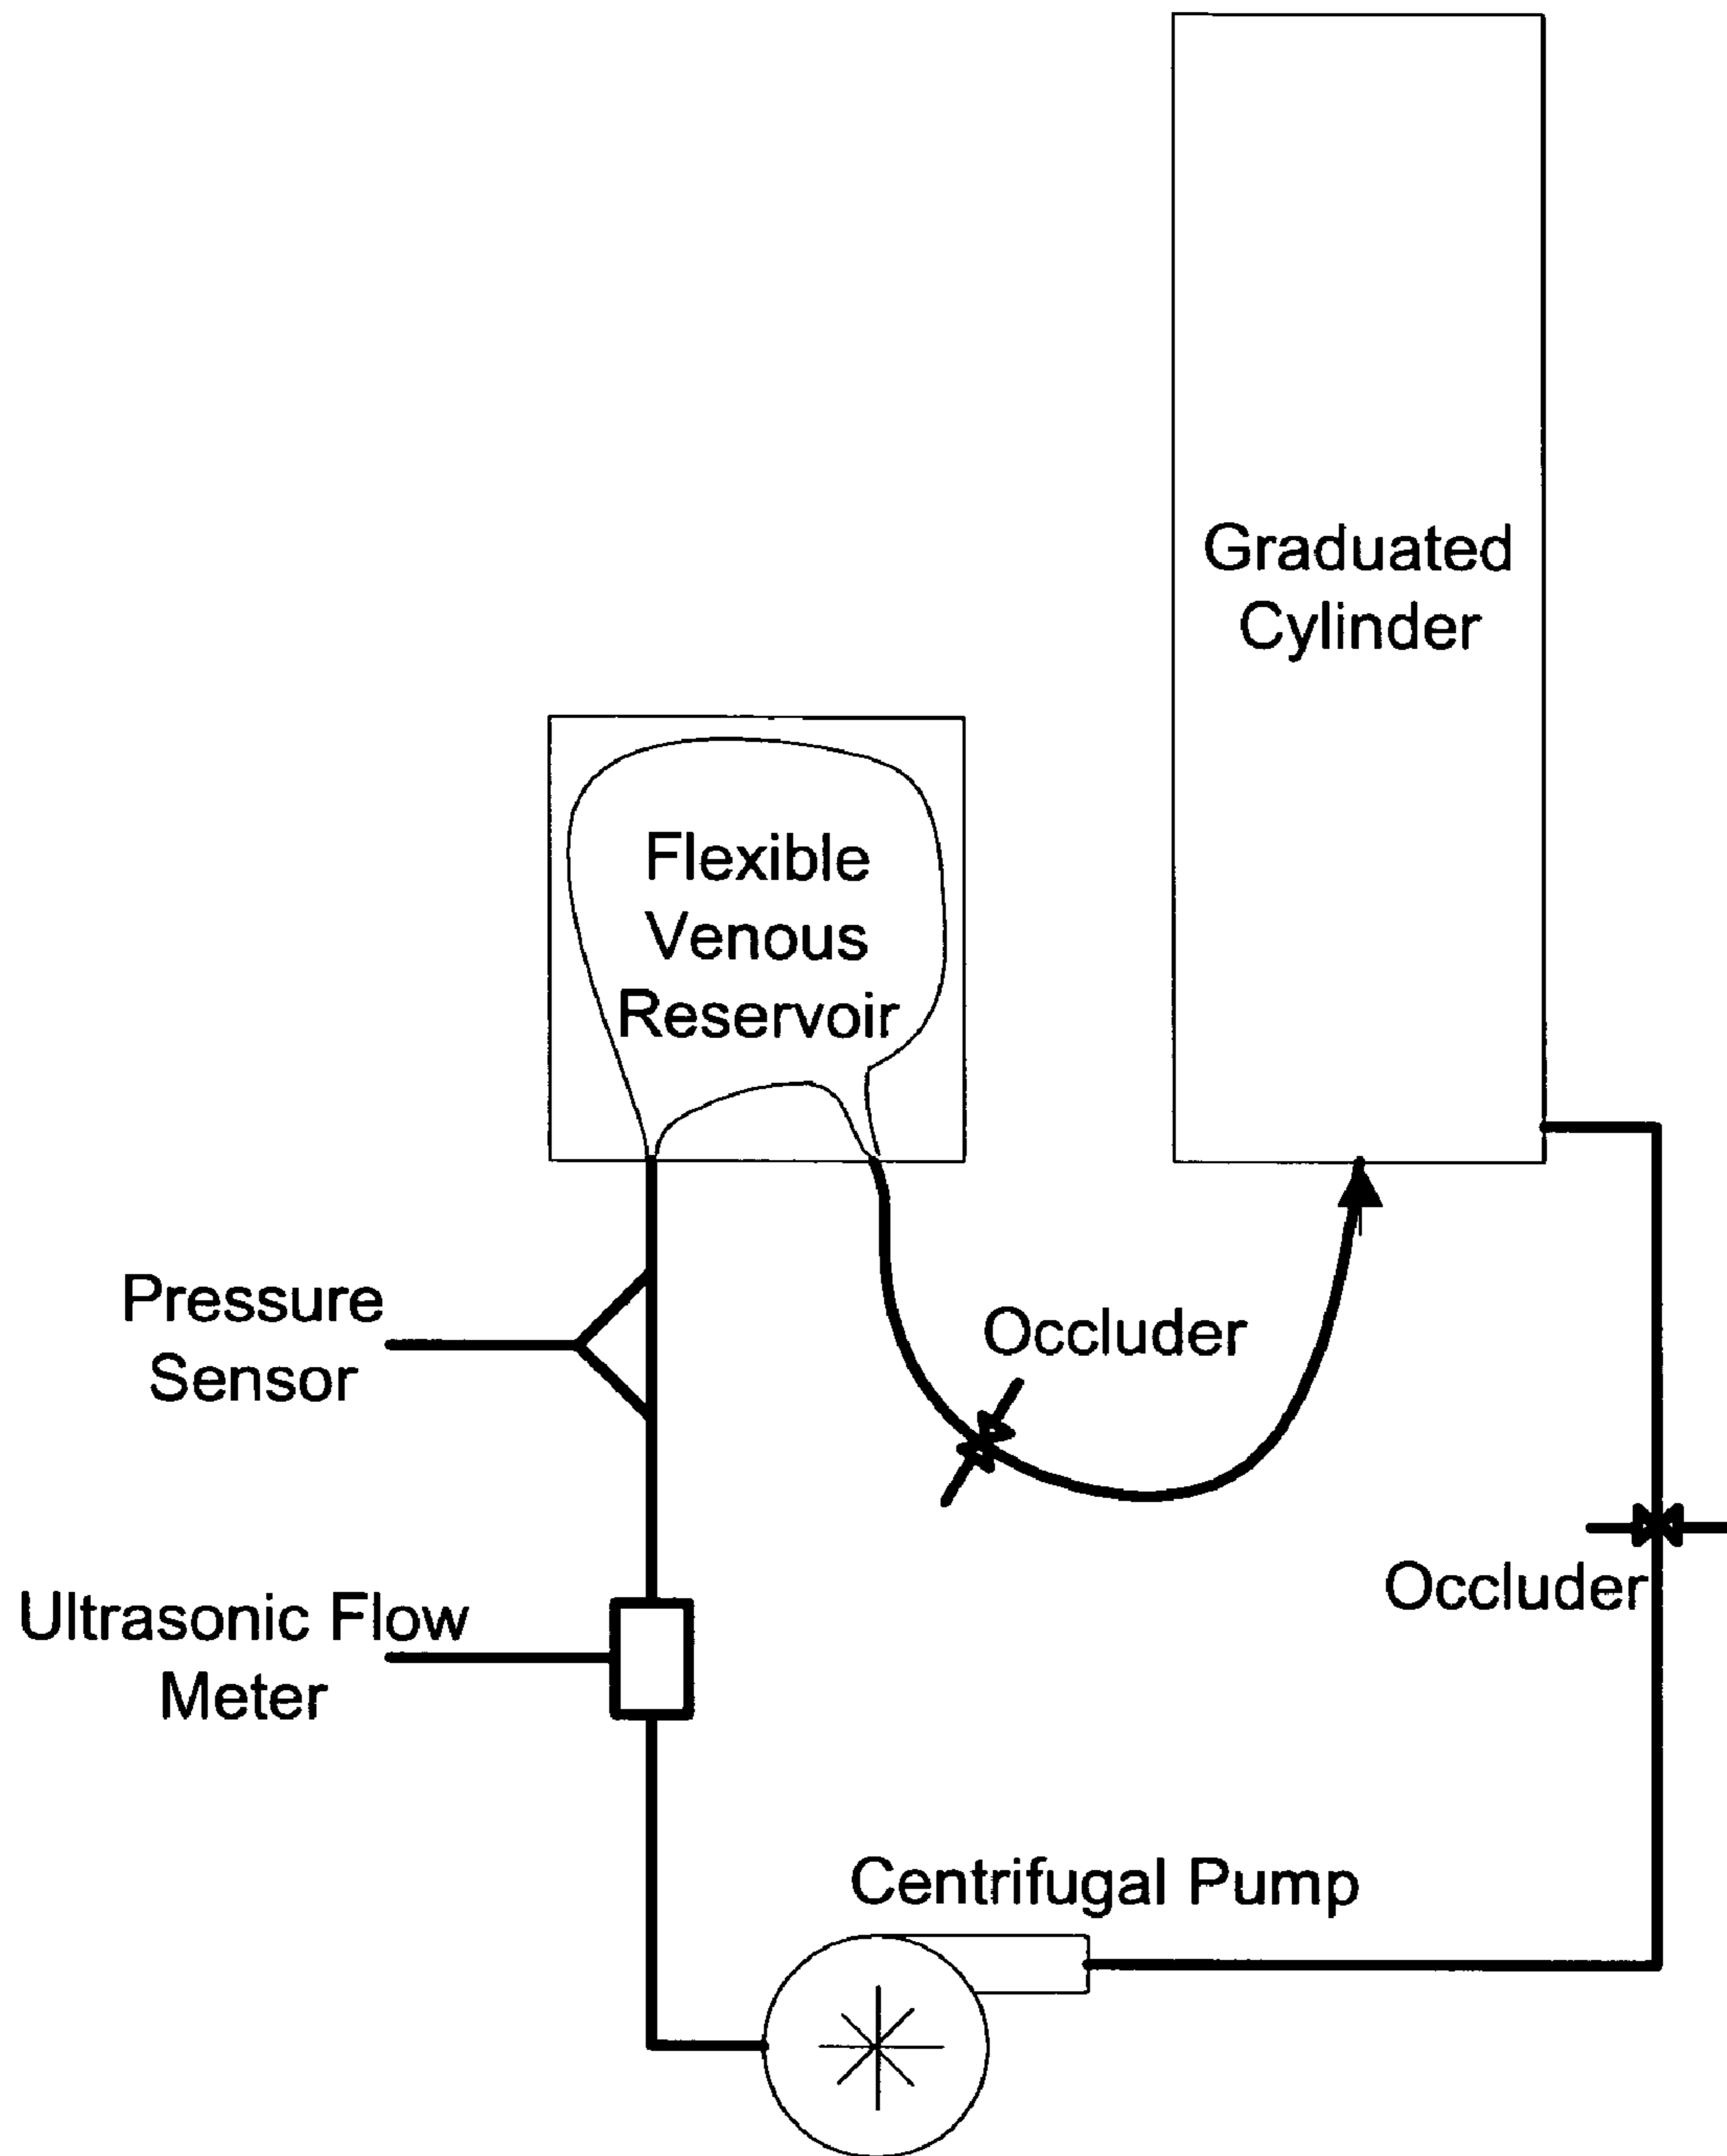 Graduated
Cylinder
Flexible
Venous
Reservoir
Pressure
Sensor
Occluder
Occluder
Ultrasonic Flow
Meter
Centrifugal Pump